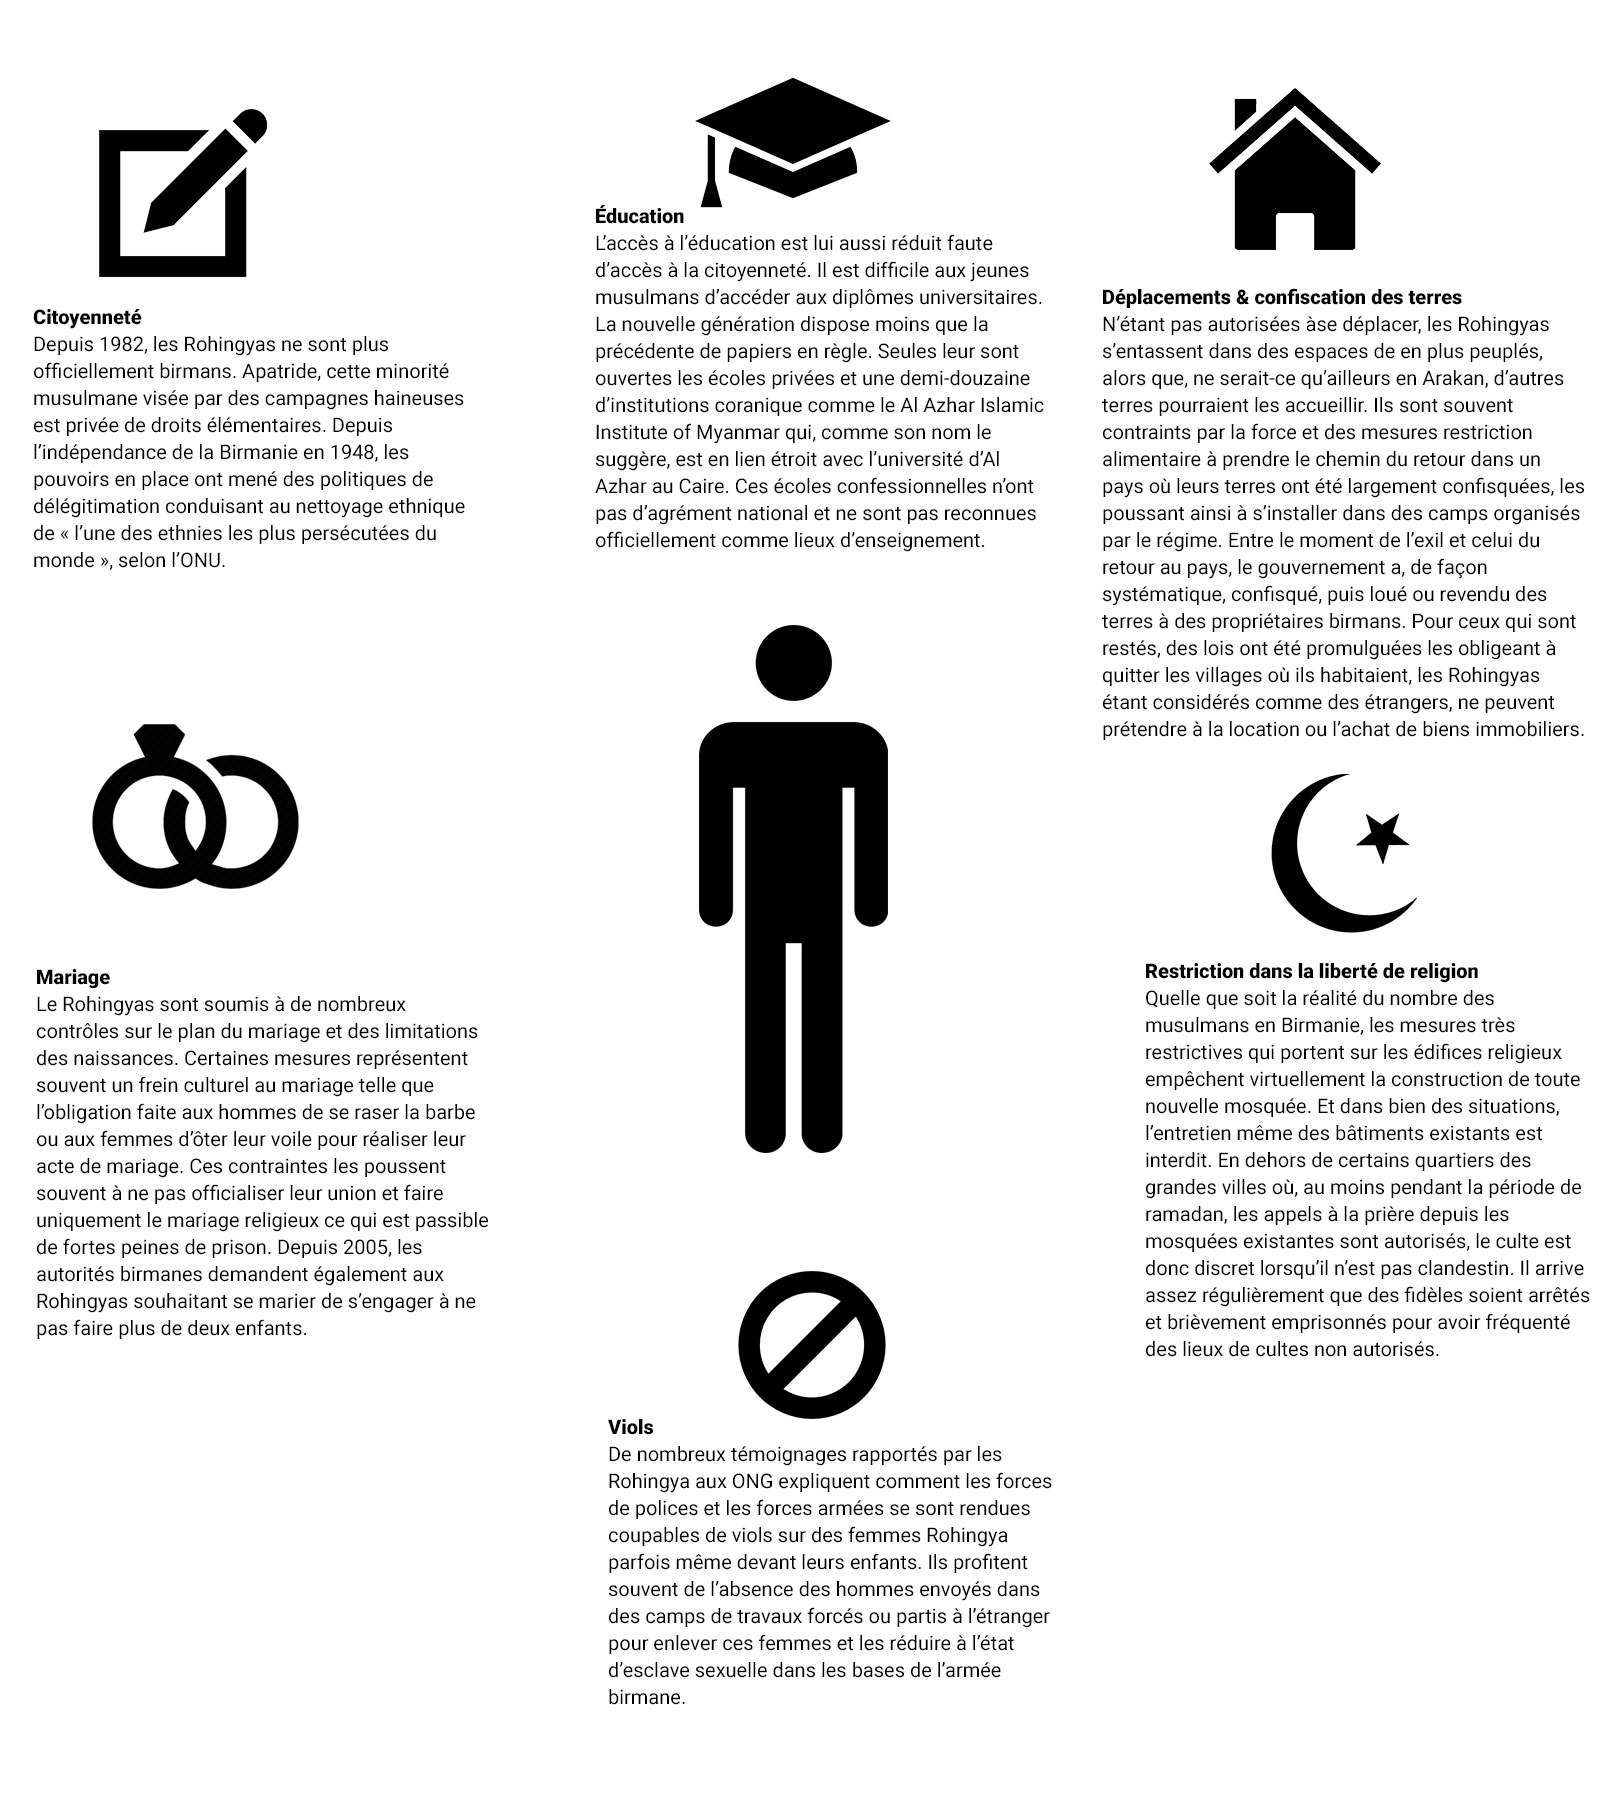 Citoyenneté
Depuis 1982, les Rohingyas ne sont plus
officiellement birmans. Apatride, cette minorité
musulmane visée par des campagnes haineuses
est privée de droits élémentaires. Depuis
l’indépendance de la Birmanie en 1948, les
pouvoirs en place ont mené des politiques de
délégitimation conduisant au nettoyage ethnique
de « l’une des ethnies les plus persécutées du
monde », selon l’ONU.
Éducation
L’accès à l’éducation est lui aussi réduit faute
d’accès à la citoyenneté. Il est difficile aux jeunes
musulmans d’accéder aux diplômes universitaires.
La nouvelle génération dispose moins que la
précédente de papiers en règle. Seules leur sont
ouvertes les écoles privées et une demi-douzaine
d’institutions coranique comme le Al Azhar Islamic
Institute of Myanmar qui, comme son nom le
suggère, est en lien étroit avec l’université d’Al
Azhar au Caire. Ces écoles confessionnelles n’ont
pas d’agrément national et ne sont pas reconnues
officiellement comme lieux d’enseignement.
Déplacements & confiscation des terres
N’étant pas autorisées àse déplacer, les Rohingyas
s’entassent dans des espaces de en plus peuplés,
alors que, ne serait-ce qu’ailleurs en Arakan, d’autres
terres pourraient les accueillir. Ils sont souvent
contraints par la force et des mesures restriction
alimentaire à prendre le chemin du retour dans un
pays où leurs terres ont été largement confisquées, les
poussant ainsi à s’installer dans des camps organisés
par le régime. Entre le moment de l’exil et celui du
retour au pays, le gouvernement a, de façon
systématique, confisqué, puis loué ou revendu des
terres à des propriétaires birmans. Pour ceux qui sont
restés, des lois ont été promulguées les obligeant à
quitter les villages où ils habitaient, les Rohingyas
étant considérés comme des étrangers, ne peuvent
prétendre à la location ou l’achat de biens immobiliers.
Mariage
Le Rohingyas sont soumis à de nombreux
contrôles sur le plan du mariage et des limitations
des naissances. Certaines mesures représentent
souvent un frein culturel au mariage telle que
l’obligation faite aux hommes de se raser la barbe
ou aux femmes d’ôter leur voile pour réaliser leur
acte de mariage. Ces contraintes les poussent
souvent à ne pas officialiser leur union et faire
uniquement le mariage religieux ce qui est passible
de fortes peines de prison. Depuis 2005, les
autorités birmanes demandent également aux
Rohingyas souhaitant se marier de s’engager à ne
pas faire plus de deux enfants.
Restriction dans la liberté de religion
Quelle que soit la réalité du nombre des
musulmans en Birmanie, les mesures très
restrictives qui portent sur les édifices religieux
empêchent virtuellement la construction de toute
nouvelle mosquée. Et dans bien des situations,
l’entretien même des bâtiments existants est
interdit. En dehors de certains quartiers des
grandes villes où, au moins pendant la période de
ramadan, les appels à la prière depuis les
mosquées existantes sont autorisés, le culte est
donc discret lorsqu’il n’est pas clandestin. Il arrive
assez régulièrement que des fidèles soient arrêtés
et brièvement emprisonnés pour avoir fréquenté
des lieux de cultes non autorisés.
Viols
De nombreux témoignages rapportés par les
Rohingya aux ONG expliquent comment les forces
de polices et les forces armées se sont rendues
coupables de viols sur des femmes Rohingya
parfois même devant leurs enfants. Ils profitent
souvent de l’absence des hommes envoyés dans
des camps de travaux forcés ou partis à l’étranger
pour enlever ces femmes et les réduire à l’état
d’esclave sexuelle dans les bases de l’armée
birmane.